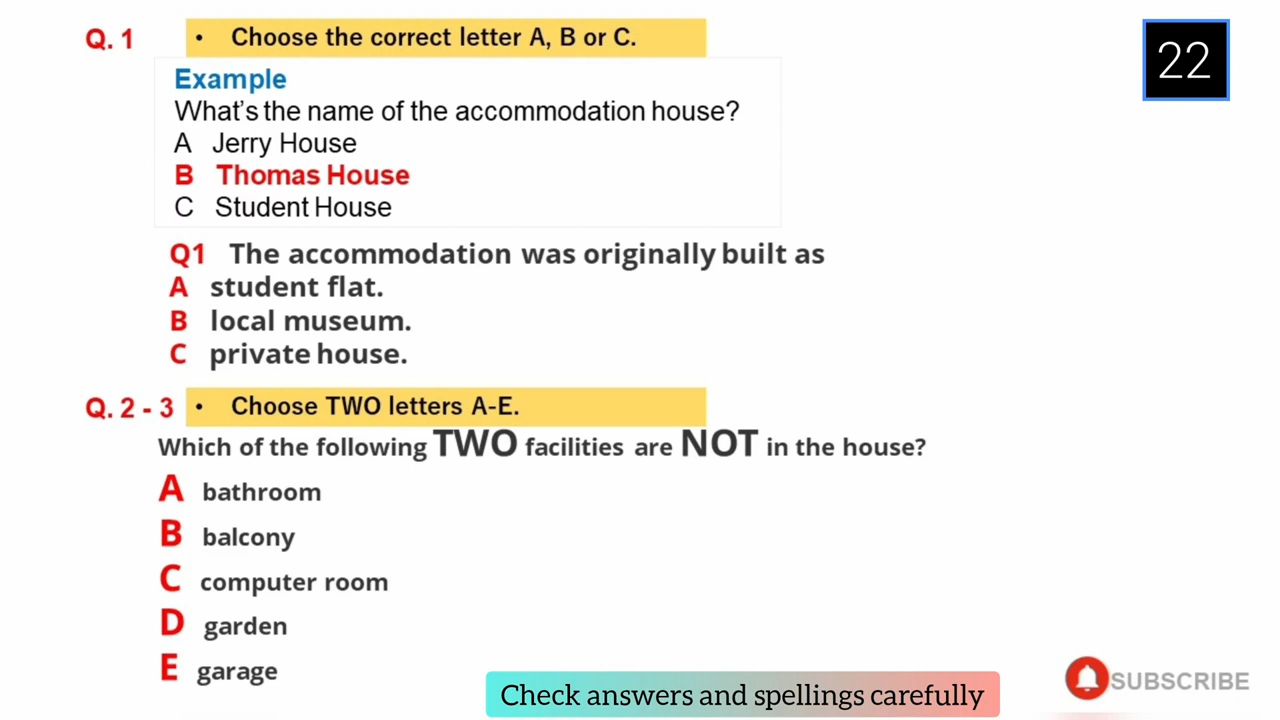 Q. 1 • Choose the correct letter A, B or C.
22
Example
What's the name of the accommodation house?
A Jerry House
B Thomas House
C Student House
Q1 The accommodation was originally built as
A student flat.
B local museum.
C private house.
Q. 2 - 3 • Choose TWO letters A-E.
Which of the following TWO facilities are NOT in the house?
A bathroom
B balcony
C computer room
D garden
E garage
Check answers and spellings carefully
SUBSCRIBE